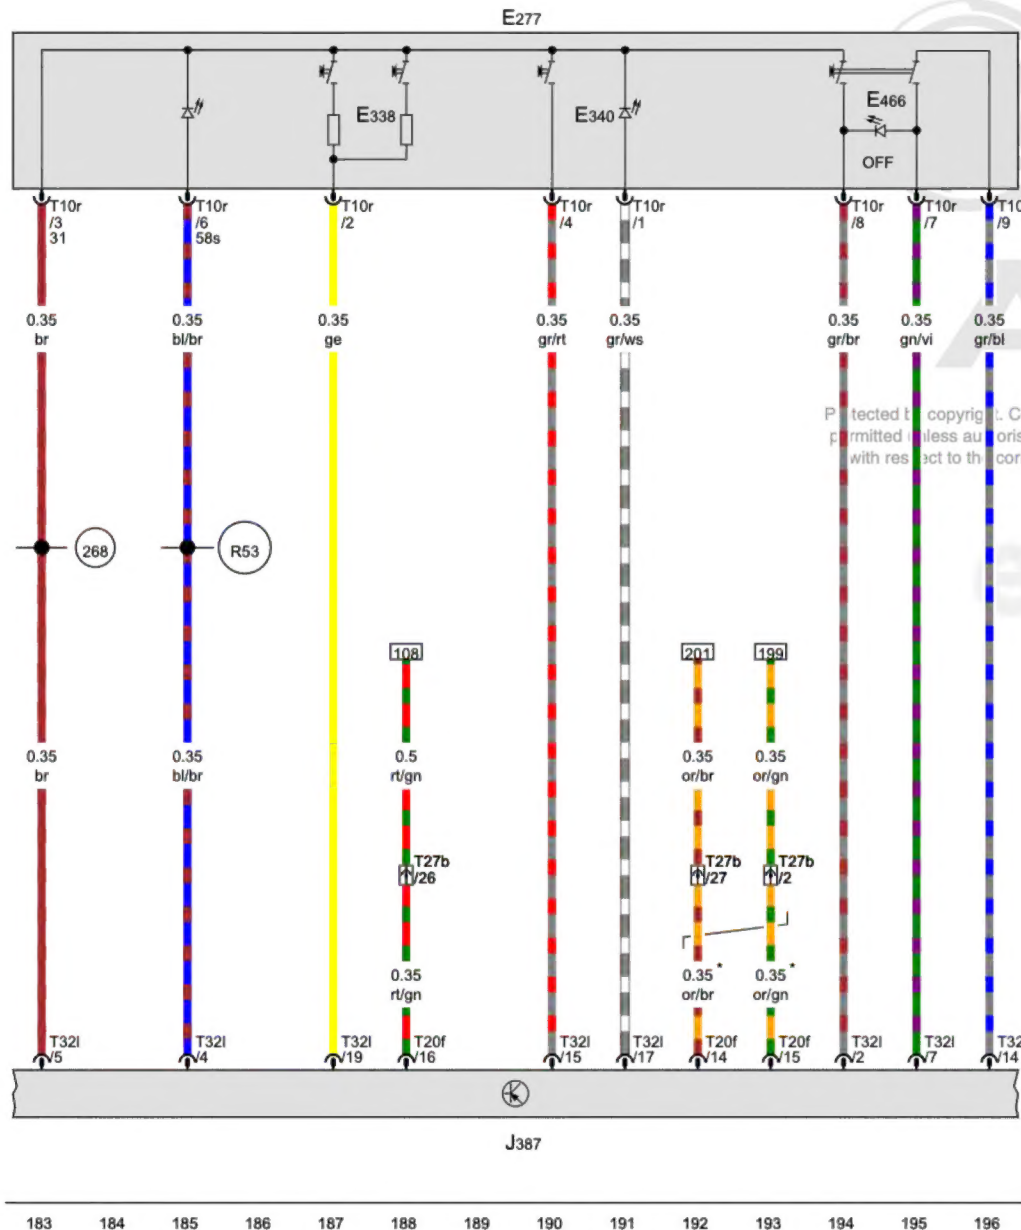 E277
E338
E340
E466
OFF
T10r T10r T10r T10r T10r T10r T10r T10
/3 /6 /2 /4 /1 /8 /7 /9
31 58s
0.35 0.35 0.35 0.35 0.35 0.35 0.35 0.35
br bl/br ge gr/rt gr/ws gr/br gn/vi gr/bl
268 R53
108 201 199
0.35 0.35 0.5 0.35 0.35
br bl/br rt/gn or/br or/gn
T27b T27b T27b
/26 /27 /2
0.35 0.35* 0.35*
rt/gn or/br or/gn
T32l T32l T32l T20f T32l T32l T20f T20f T32l T32l T32
/5 /4 /19 /16 /15 /17 /14 /15 /2 /7 /14
J387
183 184 185 186 187 188 189 190 191 192 193 194 195 196